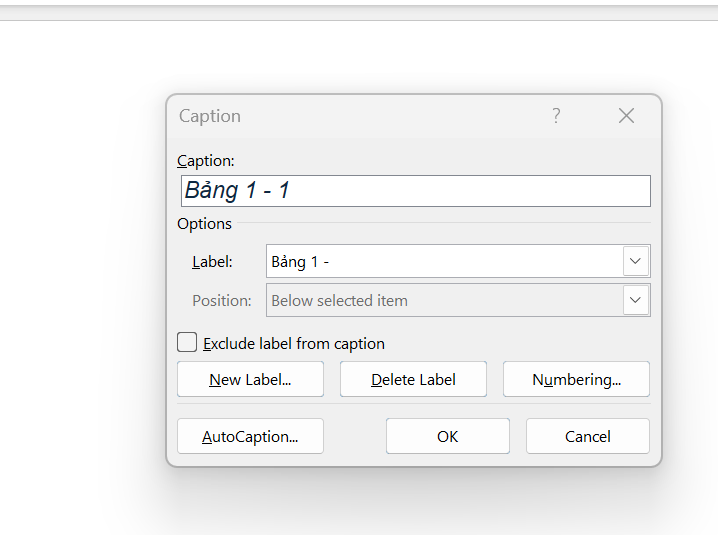 Caption ?
Caption:
Bảng 1 - 1
Options
Label: Bảng 1 -
Position: Below selected item
Exclude label from caption
New Label... Delete Label Numbering...
AutoCaption... OK Cancel